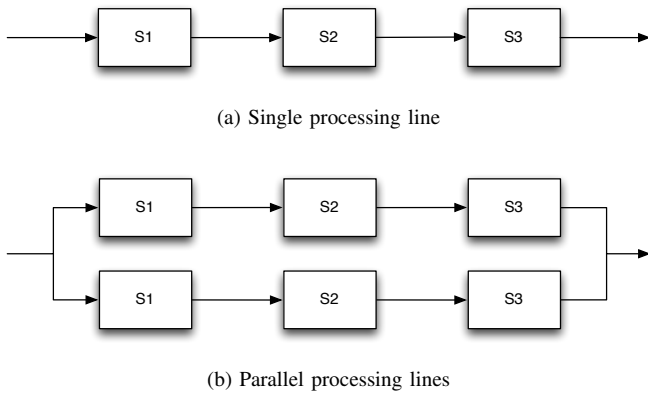 S1 S2 S3
(a) Single processing line
S1 S2 S3
S1 S2 S3
(b) Parallel processing lines